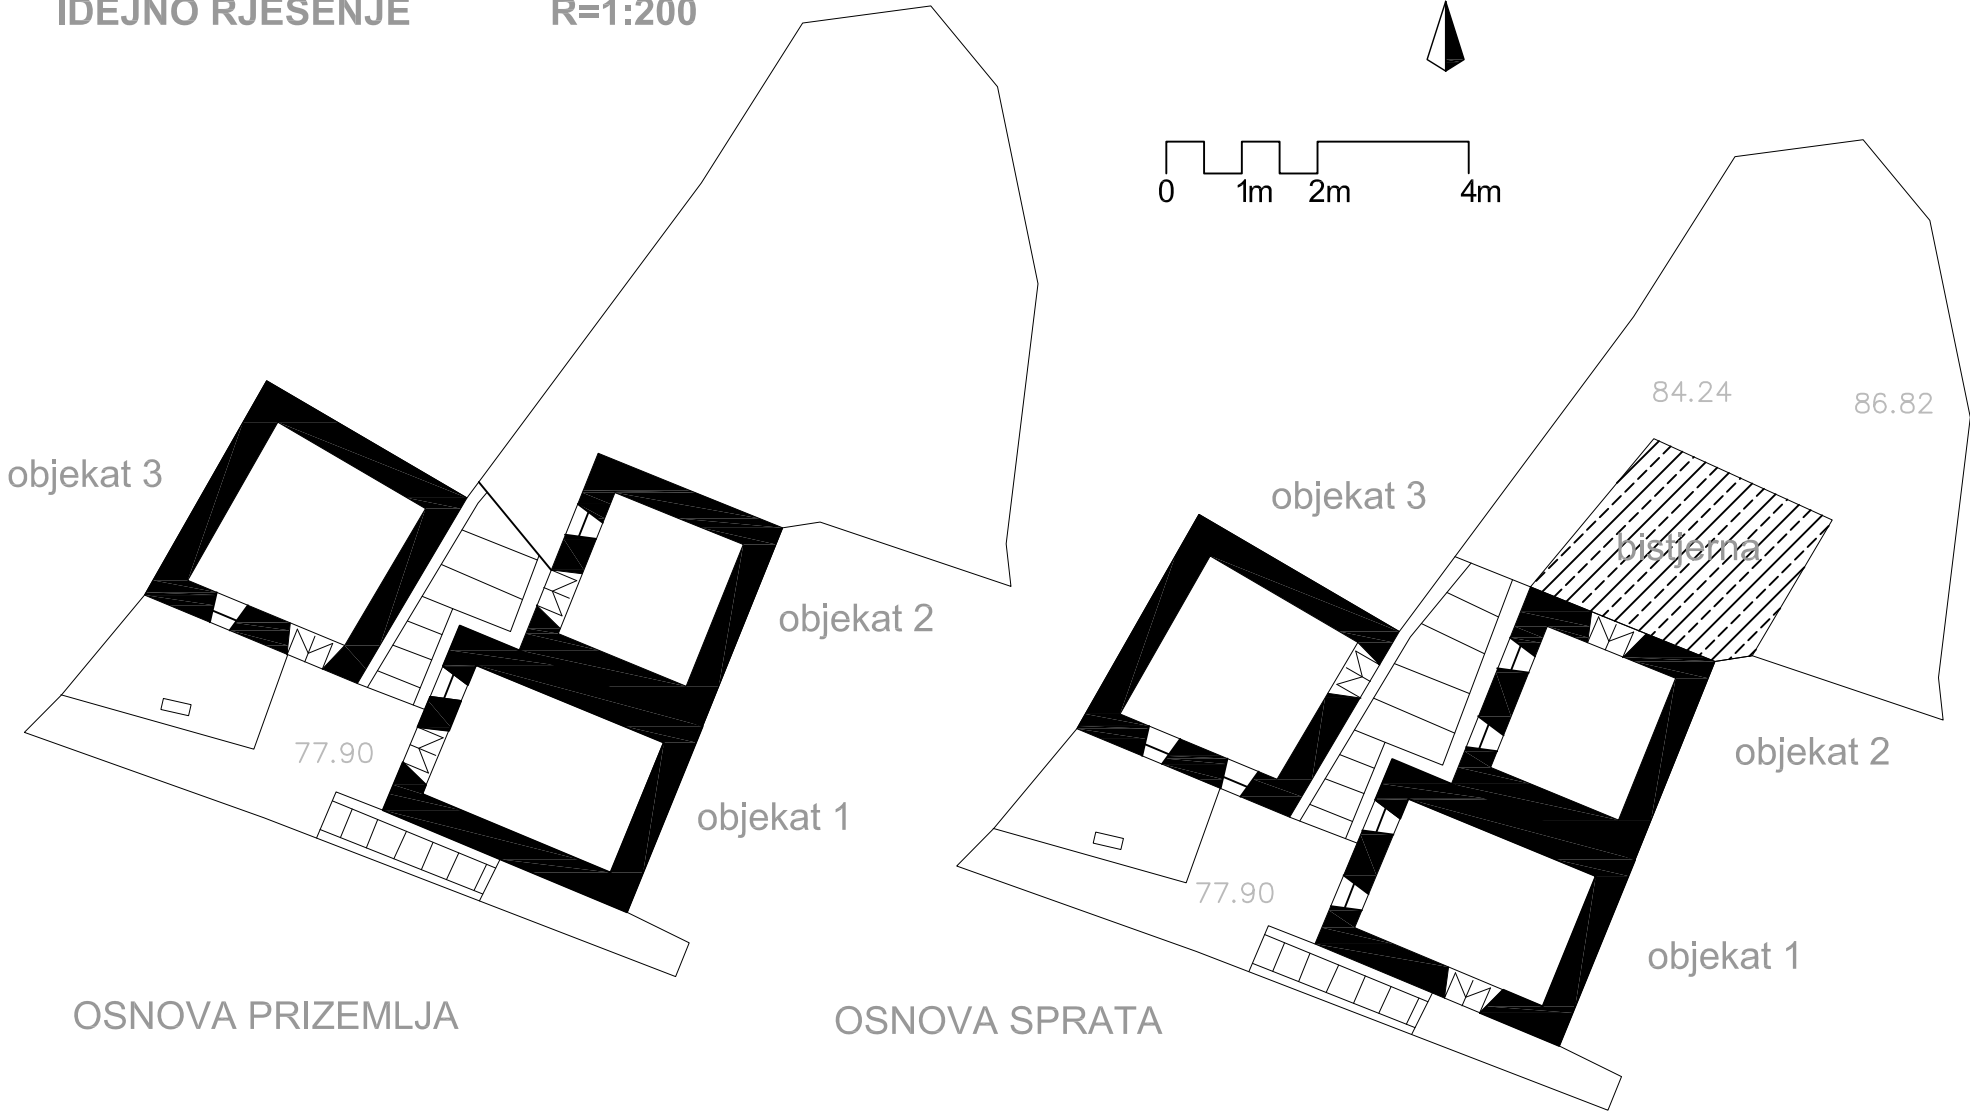 IDEJNO RJEŠENJE R=1:200
0 1m 2m 4m
84.24
86.82
objekat 3
objekat 3
bistjerna
objekat 2
objekat 2
77.90
objekat 1
77.90
objekat 1
OSNOVA PRIZEMLJA
OSNOVA SPRATA